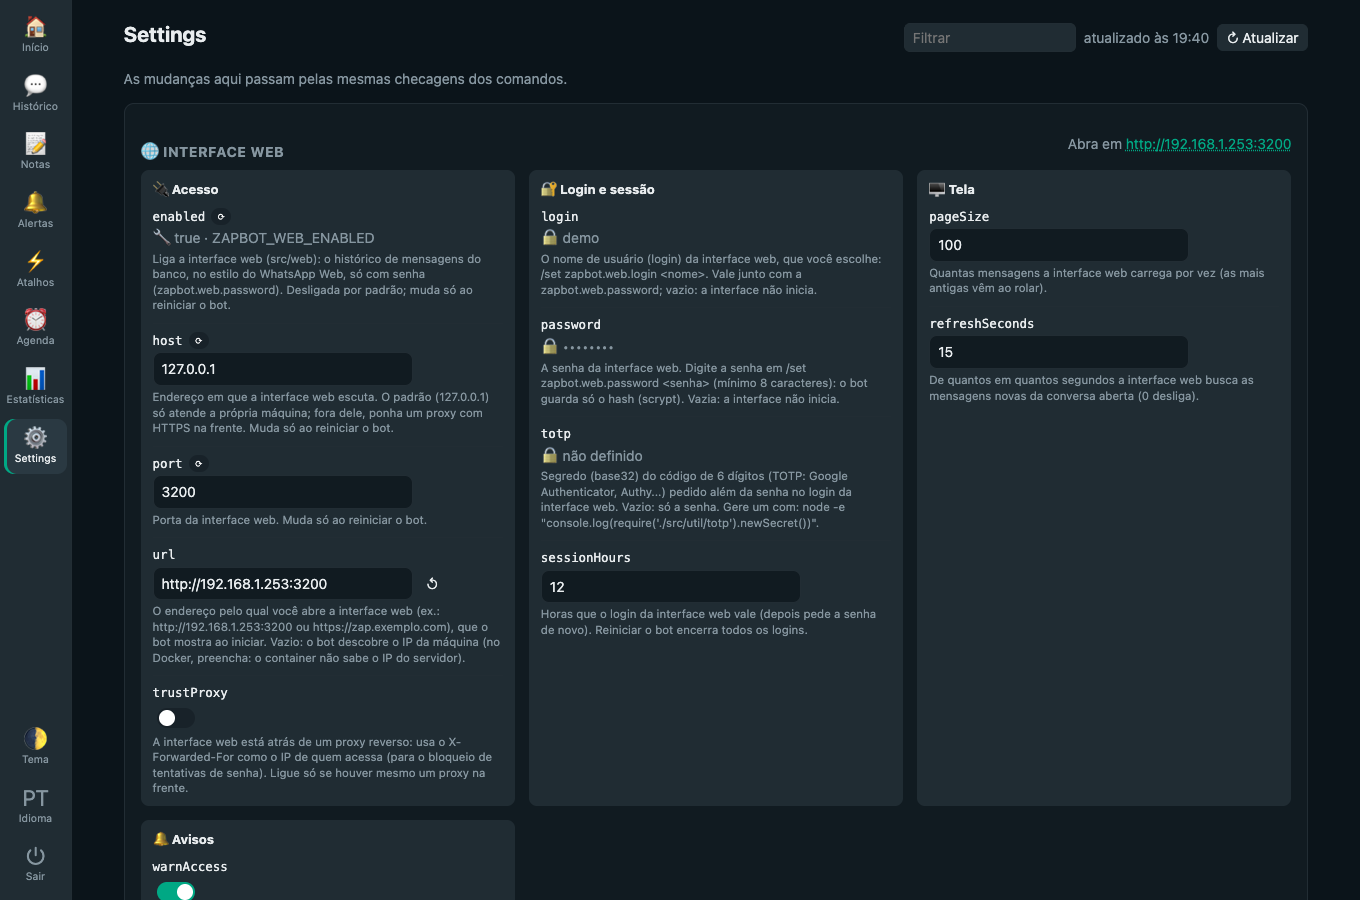 Início
Histórico
Notas
Alertas
Atalhos
Agenda
Estatísticas
Settings
Tema
PT
Idioma
Sair
Settings
Filtrar
atualizado às 19:40
↻ Atualizar
As mudanças aqui passam pelas mesmas checagens dos comandos.
INTERFACE WEB
Abra em http://192.168.1.253:3200
Acesso
enabled
true · ZAPBOT_WEB_ENABLED
Liga a interface web (src/web): o histórico de mensagens do
banco, no estilo do WhatsApp Web, só com senha
(zapbot.web.password). Desligada por padrão; muda só ao
reiniciar o bot.
host
127.0.0.1
Endereço em que a interface web escuta. O padrão (127.0.0.1)
só atende a própria máquina; fora dele, ponha um proxy com
HTTPS na frente. Muda só ao reiniciar o bot.
port
3200
Porta da interface web. Muda só ao reiniciar o bot.
url
http://192.168.1.253:3200
O endereço pelo qual você abre a interface web (ex.:
http://192.168.1.253:3200 ou https://zap.exemplo.com), que o
bot mostra ao iniciar. Vazio: o bot descobre o IP da máquina (no
Docker, preencha: o container não sabe o IP do servidor).
trustProxy
A interface web está atrás de um proxy reverso: usa o X-
Forwarded-For como o IP de quem acessa (para o bloqueio de
tentativas de senha). Ligue só se houver mesmo um proxy na
frente.
Login e sessão
login
demo
O nome de usuário (login) da interface web, que você escolhe:
/set zapbot.web.login <nome>. Vale junto com a
zapbot.web.password; vazio: a interface não inicia.
password
••••••••
A senha da interface web. Digite a senha em /set
zapbot.web.password <senha> (mínimo 8 caracteres): o bot
guarda só o hash (scrypt). Vazia: a interface não inicia.
totp
não definido
Segredo (base32) do código de 6 dígitos (TOTP: Google
Authenticator, Authy...) pedido além da senha no login da
interface web. Vazio: só a senha. Gere um com: node -e
"console.log(require('./src/util/totp').newSecret())".
sessionHours
12
Horas que o login da interface web vale (depois pede a senha
de novo). Reiniciar o bot encerra todos os logins.
Tela
pageSize
100
Quantas mensagens a interface web carrega por vez (as mais
antigas vêm ao rolar).
refreshSeconds
15
De quantos em quantos segundos a interface web busca as
mensagens novas da conversa aberta (0 desliga).
Avisos
warnAccess